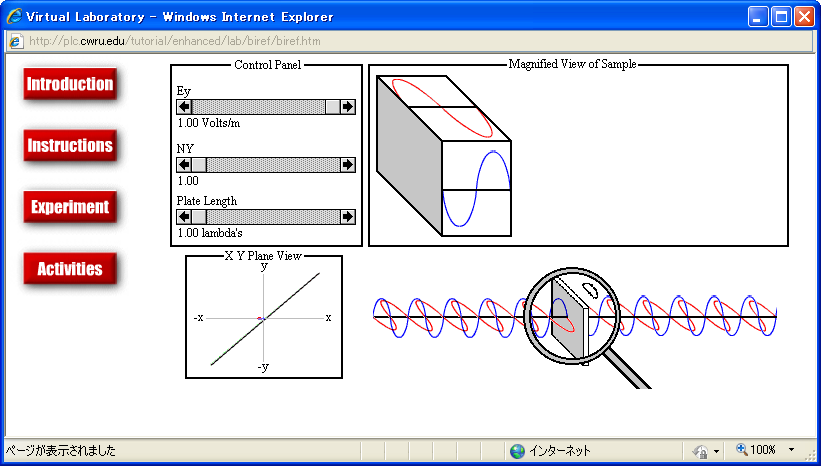 Virtual Laboratory - Windows Internet Explorer
http://plc.cwru.edu/tutorial/enhanced/lab/biref/biref.htm
Introduction
Instructions
Experiment
Activities
Control Panel
Ey
1.00 Volts/m
NY
1.00
Plate Length
1.00 lambda's
Magnified View of Sample
X Y Plane View
y
-x
x
-y
ページが表示されました
インターネット
100%